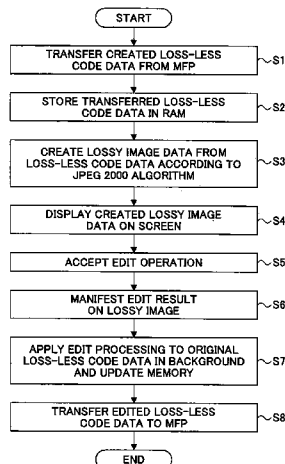 START
TRANSFER CREATED LOSS-LESS
CODE DATA FROM MFP
S1
STORE TRANSFERRED LOSS-LESS
CODE DATA IN RAM
S2
CREATE LOSSY IMAGE DATA FROM
LOSS-LESS CODE DATA ACCORDING TO
JPEG 2000 ALGORITHM
S3
DISPLAY CREATED LOSSY IMAGE
DATA ON SCREEN
S4
ACCEPT EDIT OPERATION
S5
MANIFEST EDIT RESULT
ON LOSSY IMAGE
S6
APPLY EDIT PROCESSING TO ORIGINAL
LOSS-LESS CODE DATA IN BACKGROUND
AND UPDATE MEMORY
S7
TRANSFER EDITED LOSS-LESS
CODE DATA TO MFP
S8
END